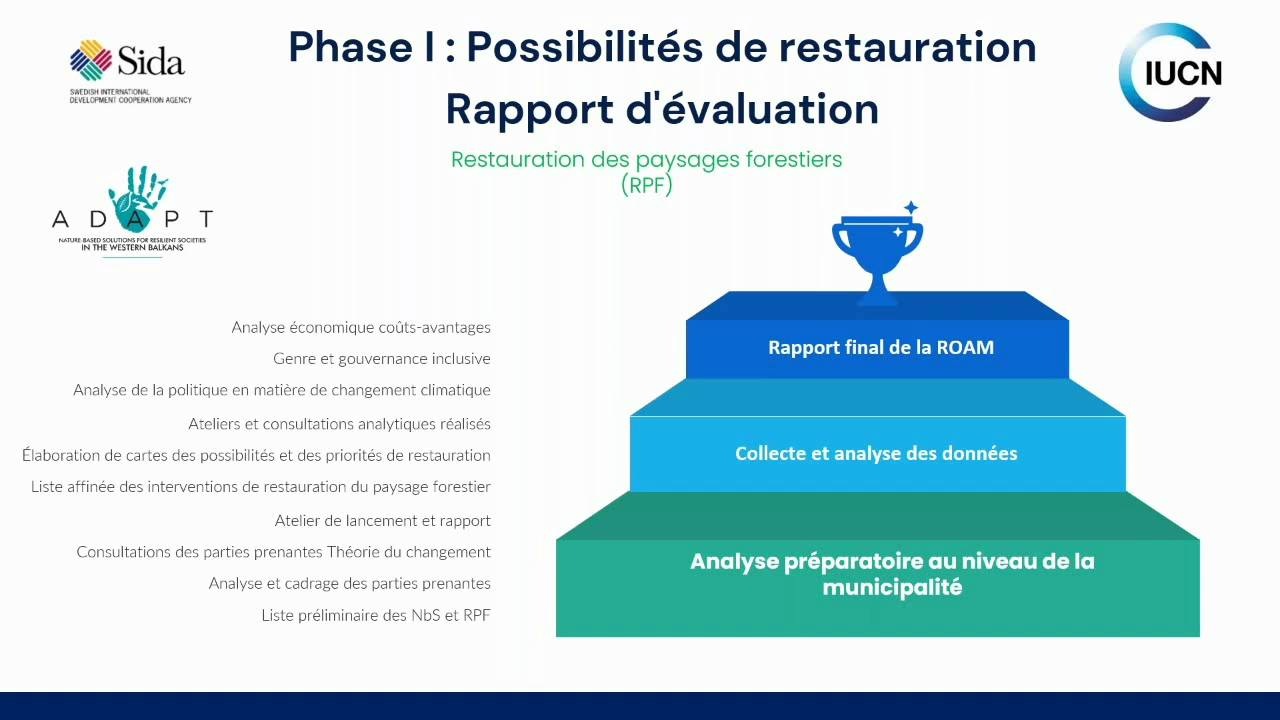 Sida
SWEDISH INTERNATIONAL
DEVELOPMENT COOPERATION AGENCY
Phase I : Possibilités de restauration
Rapport d'évaluation
IUCN
Restauration des paysages forestiers
(RPF)
ADAPT
NATURE-BASED SOLUTIONS FOR RESILIENT SOCIETIES
IN THE WESTERN BALKANS
Analyse économique coûts-avantages
Genre et gouvernance inclusive
Analyse de la politique en matière de changement climatique
Ateliers et consultations analytiques réalisés
Élaboration de cartes des possibilités et des priorités de restauration
Liste affinée des interventions de restauration du paysage forestier
Atelier de lancement et rapport
Consultations des parties prenantes Théorie du changement
Analyse et cadrage des parties prenantes
Liste préliminaire des NbS et RPF
Rapport final de la ROAM
Collecte et analyse des données
Analyse préparatoire au niveau de la
municipalité